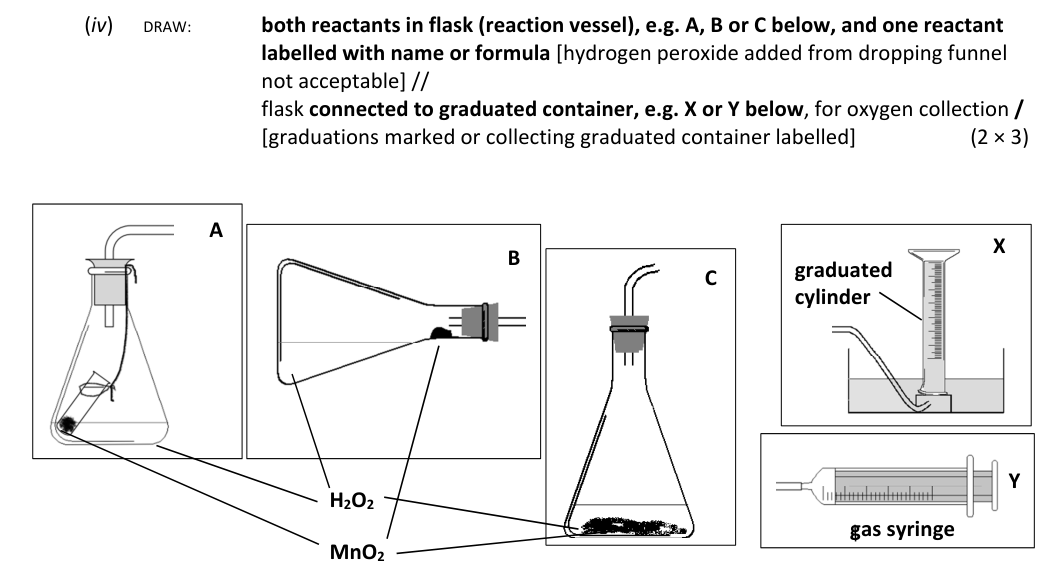 (iv) DRAW: both reactants in flask (reaction vessel), e.g. A, B or C below, and one reactant
labelled with name or formula [hydrogen peroxide added from dropping funnel
not acceptable] //
flask connected to graduated container, e.g. X or Y below, for oxygen collection /
[graduations marked or collecting graduated container labelled] (2 × 3)
A
B
C
X
graduated
cylinder
Y
gas syringe
H₂O₂
MnO₂